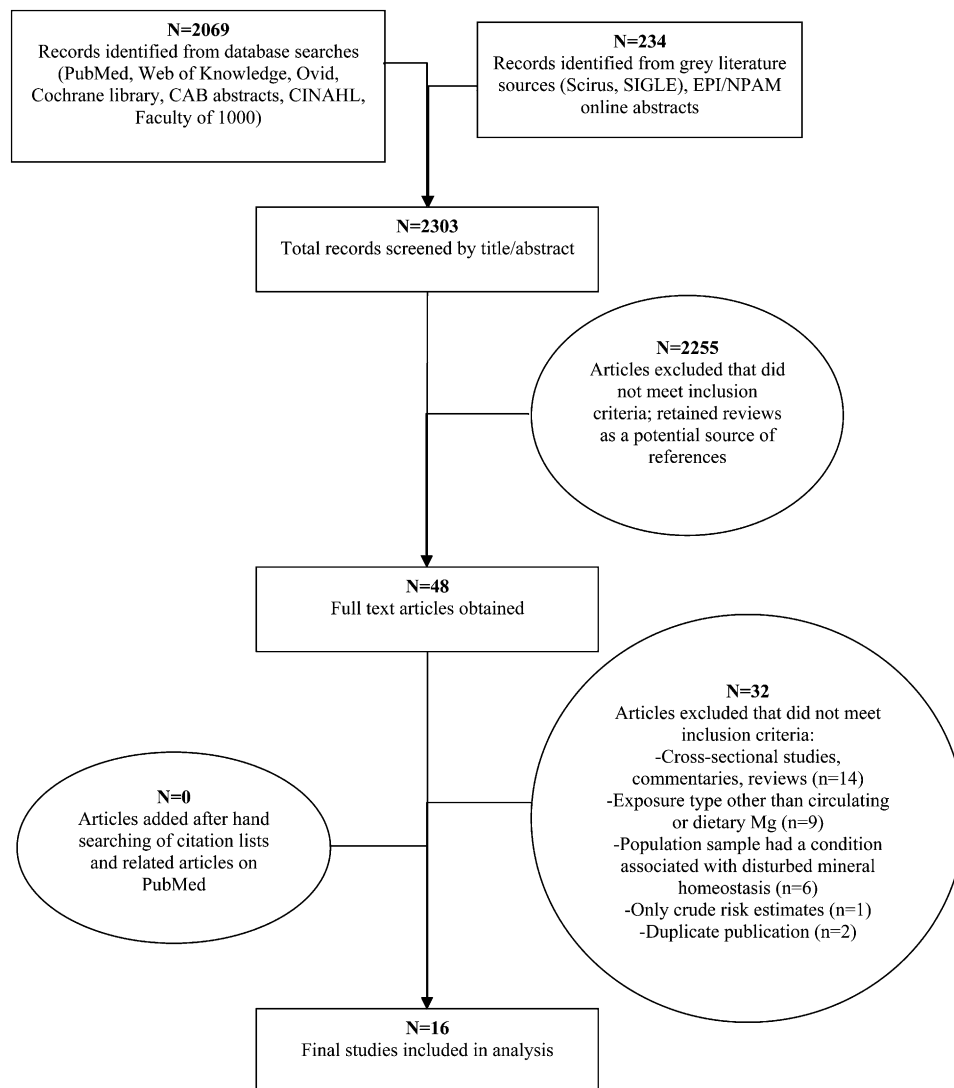 N=2069
Records identified from database searches
(PubMed, Web of Knowledge, Ovid,
Cochrane library, CAB abstracts, CINAHL,
Faculty of 1000)
N=234
Records identified from grey literature
sources (Scirus, SIGLE), EPI/NPAM
online abstracts
N=2303
Total records screened by title/abstract
N=2255
Articles excluded that did
not meet inclusion
criteria; retained reviews
as a potential source of
references
N=48
Full text articles obtained
N=32
Articles excluded that did not meet
inclusion criteria:
-Cross-sectional studies,
commentaries, reviews (n=14)
-Exposure type other than circulating
or dietary Mg (n=9)
-Population sample had a condition
associated with disturbed mineral
homeostasis (n=6)
-Only crude risk estimates (n=1)
-Duplicate publication (n=2)
N=0
Articles added after hand
searching of citation lists
and related articles on
PubMed
N=16
Final studies included in analysis